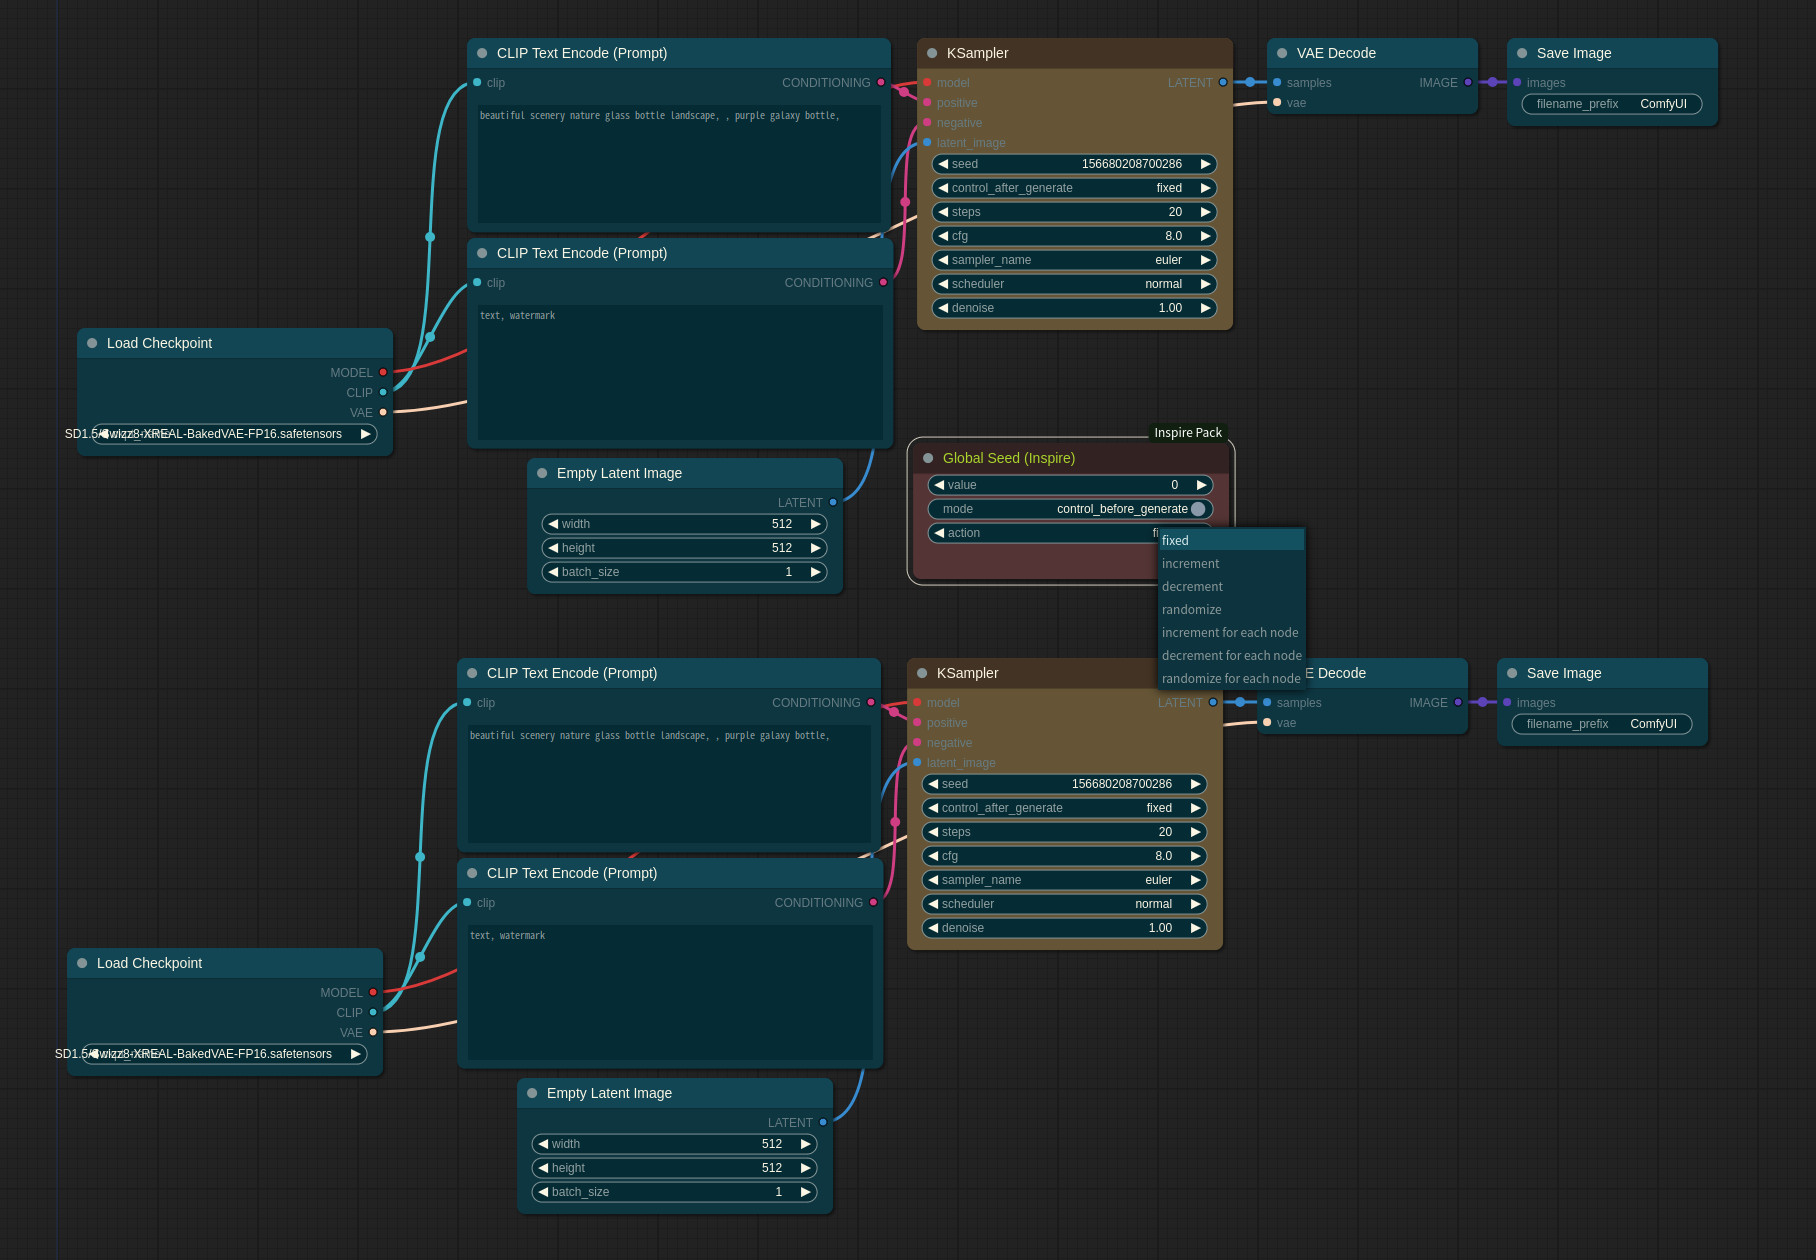 CLIP Text Encode (Prompt)
clip
CONDITIONING
beautiful scenery nature glass bottle landscape, , purple galaxy bottle,
KSampler
model
LATENT
positive
negative
latent_image
seed 156680208700286
control_after_generate fixed
steps 20
cfg 8.0
sampler_name euler
scheduler normal
denoise 1.00
VAE Decode
samples IMAGE
vae
Save Image
images
filename_prefix ComfyUI
CLIP Text Encode (Prompt)
clip
CONDITIONING
text, watermark
Load Checkpoint
MODEL
CLIP
VAE
-XREAL-BakedVAE-FP16.safetensors
Empty Latent Image
LATENT
width 512
height 512
batch_size 1
Inspire Pack
Global Seed (Inspire)
value 0
mode control_before_generate
action
fixed
increment
decrement
randomize
increment for each node
decrement for each node
randomize for each node
CLIP Text Encode (Prompt)
clip
CONDITIONING
beautiful scenery nature glass bottle landscape, , purple galaxy bottle,
KSampler
model
LATENT
positive
negative
latent_image
seed 156680208700286
control_after_generate fixed
steps 20
cfg 8.0
sampler_name euler
scheduler normal
denoise 1.00
E Decode
samples IMAGE
vae
Save Image
images
filename_prefix ComfyUI
CLIP Text Encode (Prompt)
clip
CONDITIONING
text, watermark
Load Checkpoint
MODEL
CLIP
VAE
-XREAL-BakedVAE-FP16.safetensors
Empty Latent Image
LATENT
width 512
height 512
batch_size 1